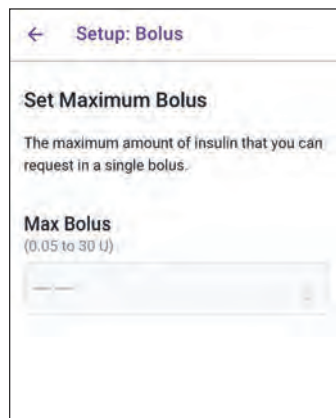 ← Setup: Bolus
Set Maximum Bolus
The maximum amount of insulin that you can
request in a single bolus.
Max Bolus
(0.05 to 30 U)